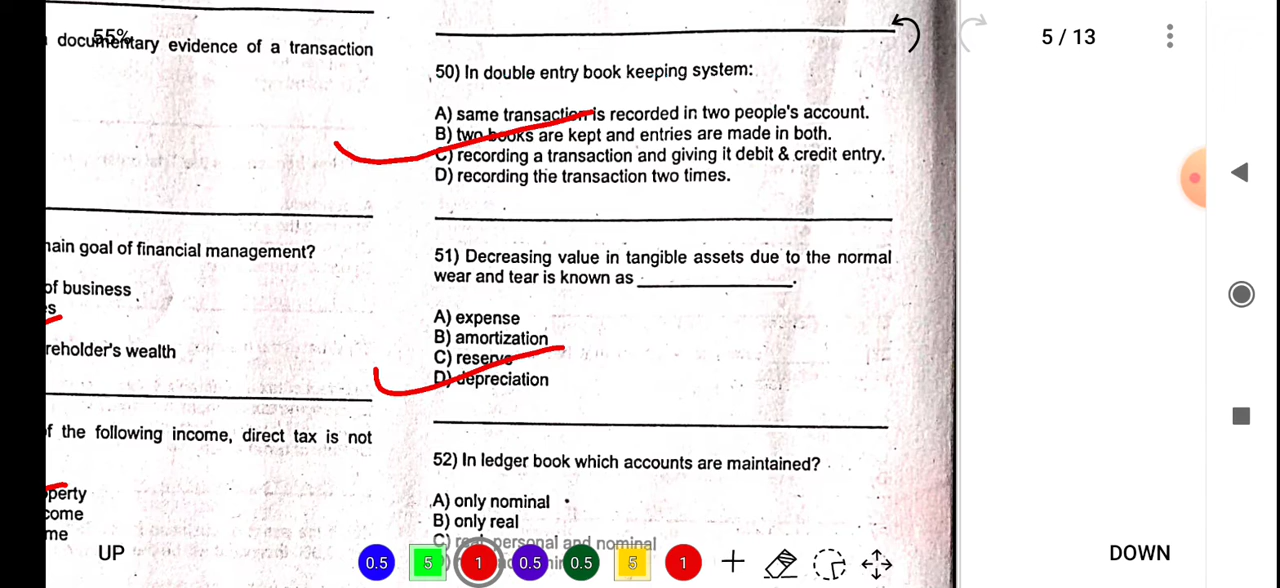 55%
documentary evidence of a transaction
main goal of financial management?
of business
reholder's wealth
of the following income, direct tax is not
perty
come
me
UP
50) In double entry book keeping system:
A) same transaction is recorded in two people's account.
B) two books are kept and entries are made in both.
C) recording a transaction and giving it debit & credit entry.
D) recording the transaction two times.
51) Decreasing value in tangible assets due to the normal
wear and tear is known as ______________.
A) expense
B) amortization
C) reserve
D) depreciation
52) In ledger book which accounts are maintained?
A) only nominal
B) only real
C) real, personal and nominal
0.5
5
1
0.5
0.5
5
1
5 / 13
DOWN